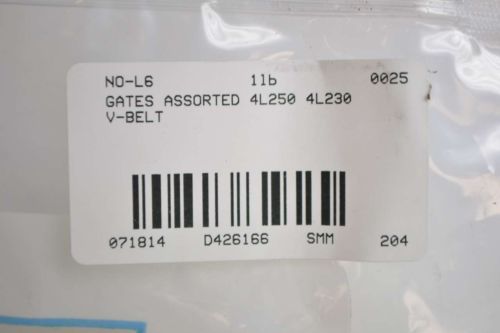 NO-L6 1lb 0025
GATES ASSORTED 4L250 4L230
V-BELT
071814 D426166 SMM 204